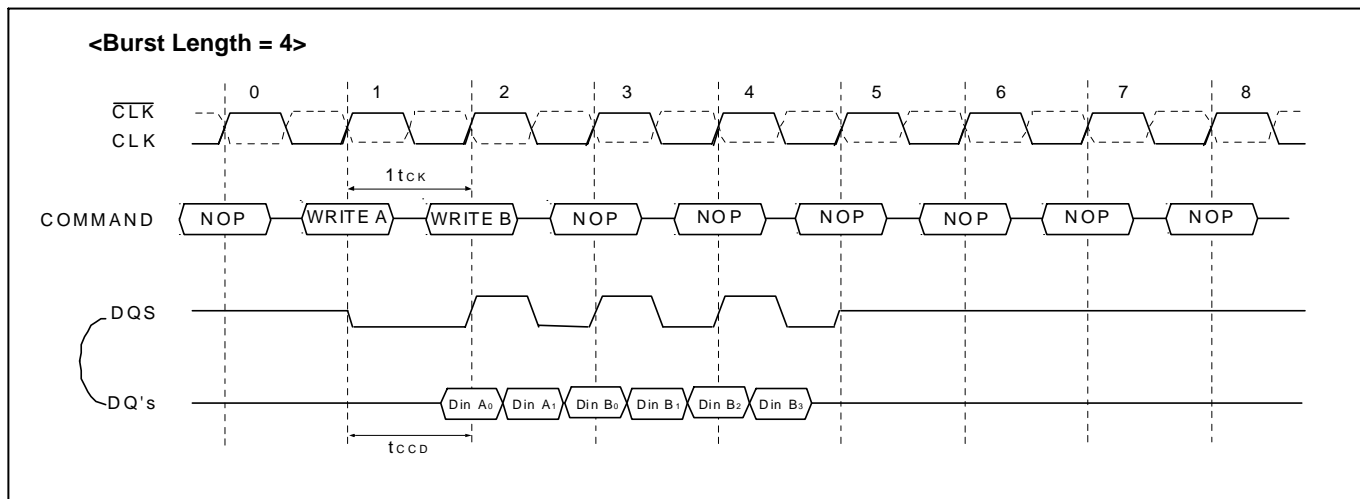 <Burst Length = 4>
0 1 2 3 4 5 6 7 8
CLK
CLK
1tCK
COMMAND NOP WRITE A WRITE B NOP NOP NOP NOP NOP NOP
DQS
DQ's Din A0 Din A1 Din B0 Din B1 Din B2 Din B3
tCCD